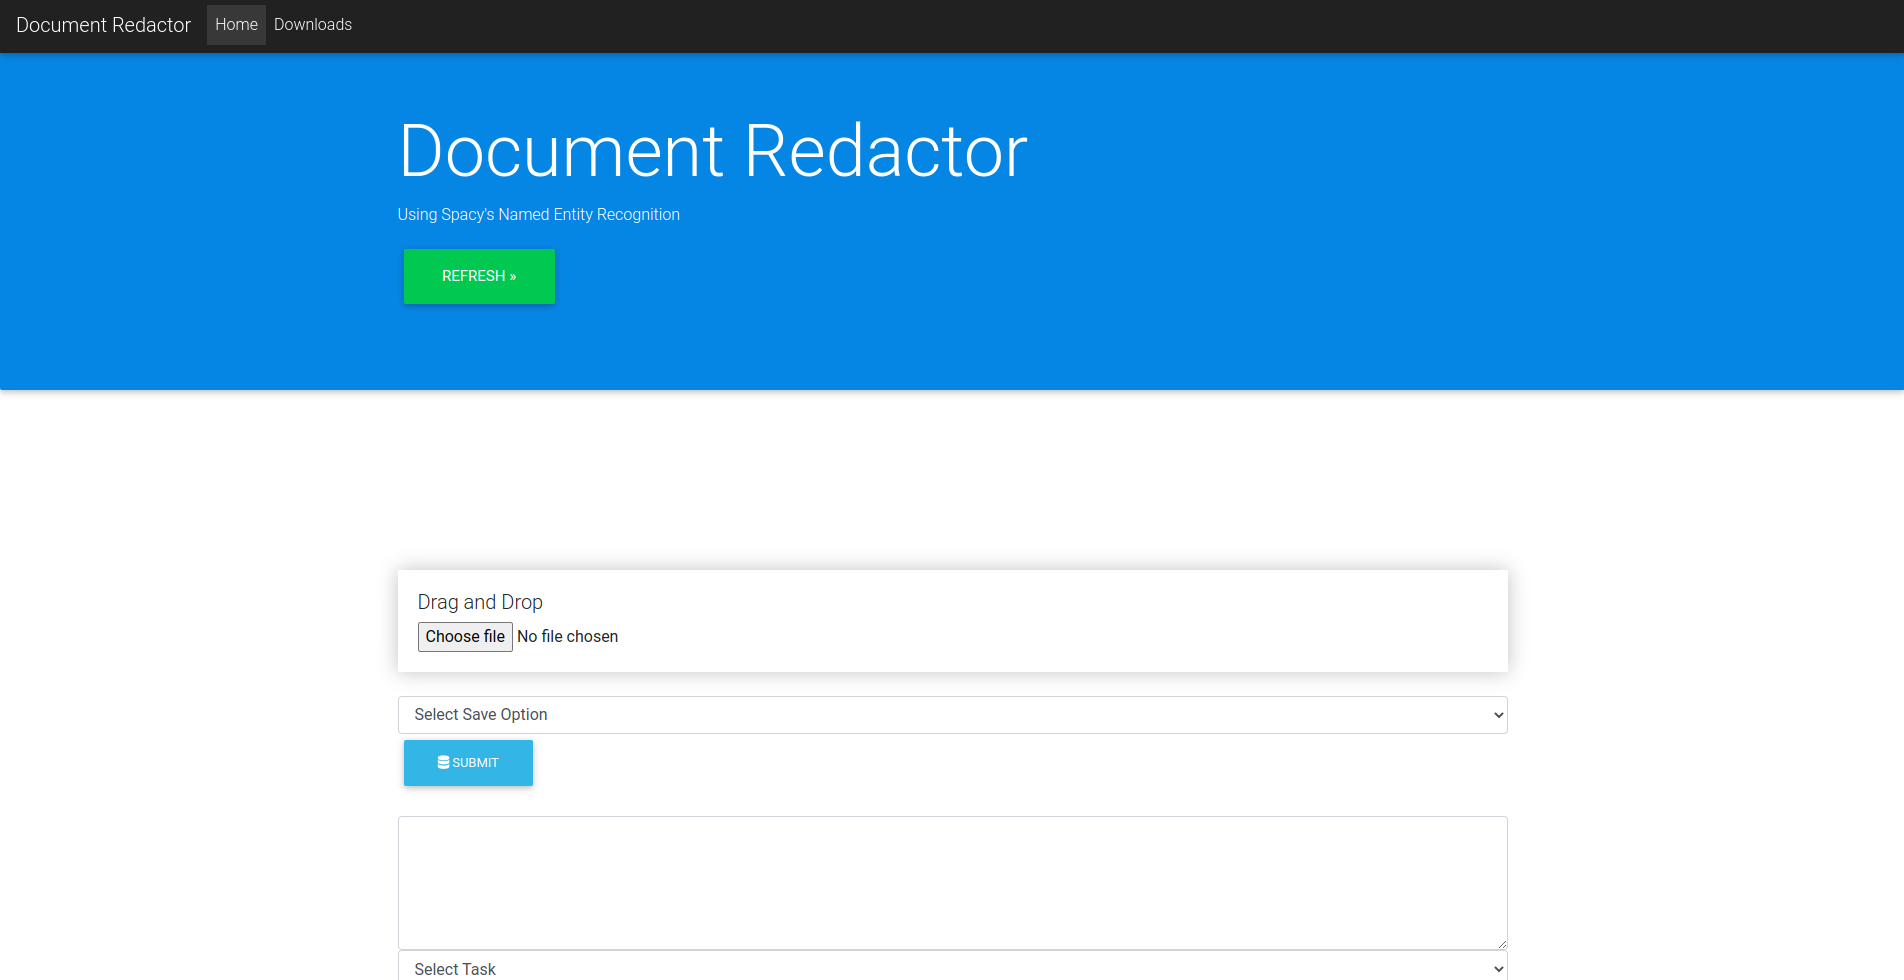 Document Redactor Home Downloads
Document Redactor
Using Spacy's Named Entity Recognition
REFRESH »
Drag and Drop
Choose file No file chosen
Select Save Option
SUBMIT
Select Task